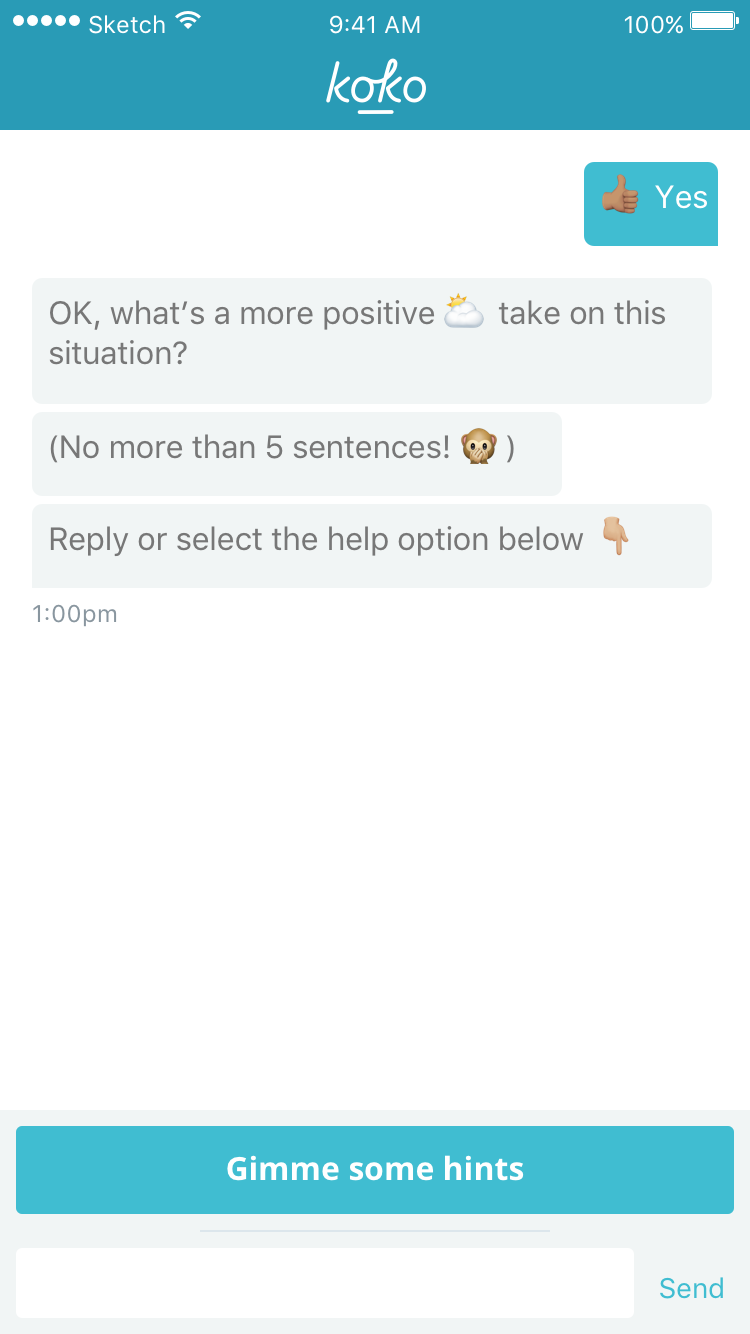 Sketch 9:41 AM 100%
koko
👍🏽 Yes
OK, what’s a more positive 🌥 take on this
situation?
(No more than 5 sentences! 🙊 )
Reply or select the help option below 👇🏼
1:00pm
Gimme some hints
Send